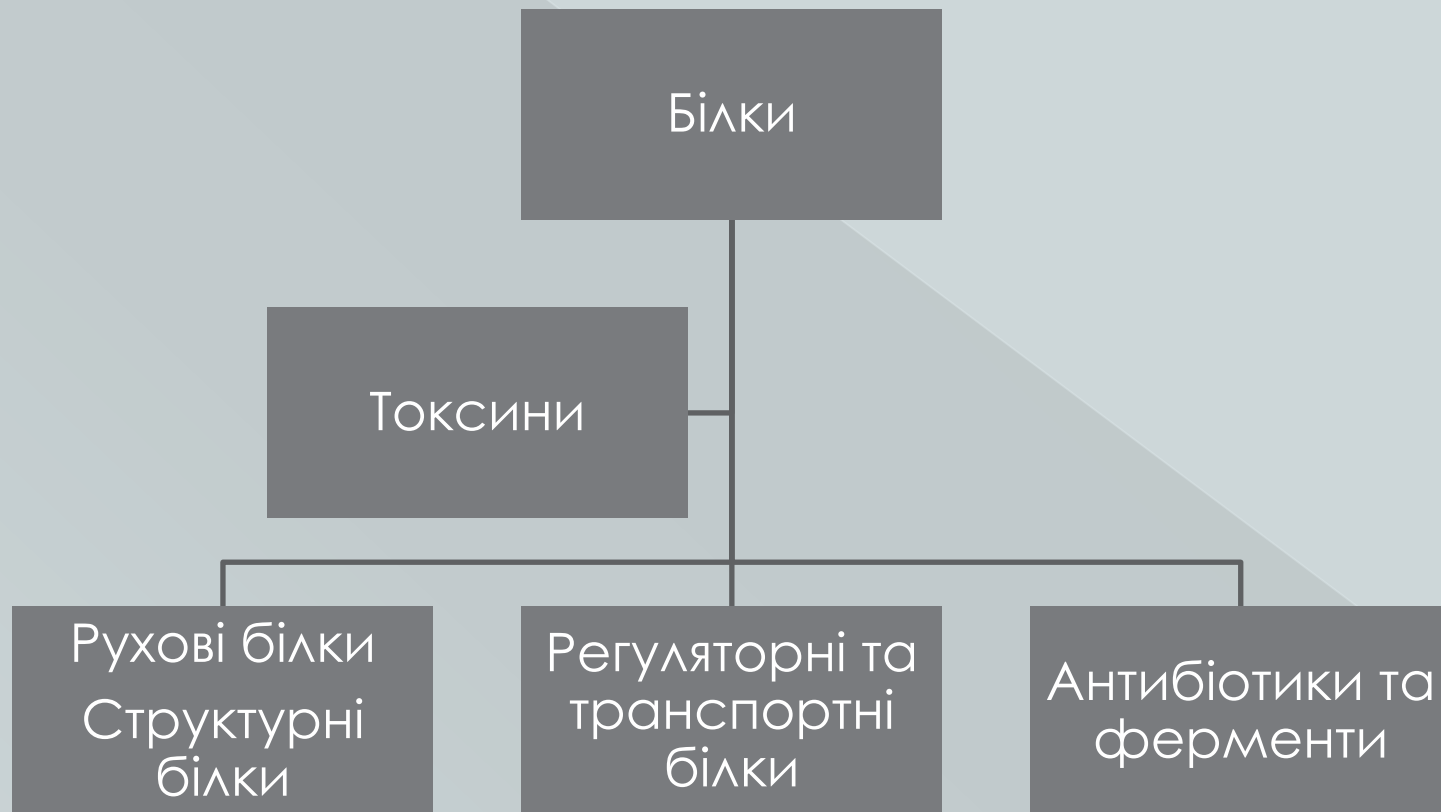 Білки
Токсини
Рухові білки
Структурні
білки
Регуляторні та
транспортні
білки
Антибіотики та
ферменти